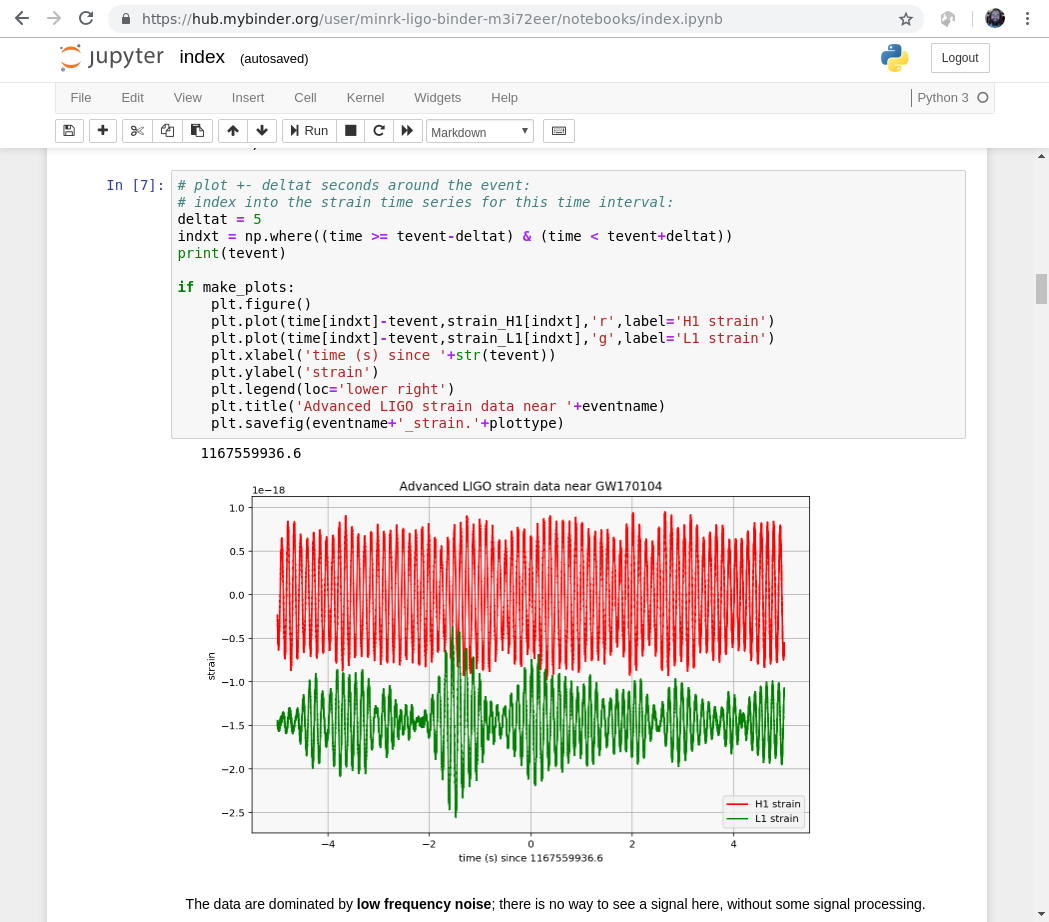 https://hub.mybinder.org/user/minrk-ligo-binder-m3i72eer/notebooks/index.ipynb
jupyter index (autosaved)
Logout
File Edit View Insert Cell Kernel Widgets Help
Python 3
Run
Markdown
In [7]:
# plot +- deltat seconds around the event:
# index into the strain time series for this time interval:
deltat = 5
indxt = np.where((time >= tevent-deltat) & (time < tevent+deltat))
print(tevent)
if make_plots:
    plt.figure()
    plt.plot(time[indxt]-tevent,strain_H1[indxt],'r',label='H1 strain')
    plt.plot(time[indxt]-tevent,strain_L1[indxt],'g',label='L1 strain')
    plt.xlabel('time (s) since '+str(tevent))
    plt.ylabel('strain')
    plt.legend(loc='lower right')
    plt.title('Advanced LIGO strain data near '+eventname)
    plt.savefig(eventname+'_strain.'+plottype)
1167559936.6
Advanced LIGO strain data near GW170104
1e−18
1.0
0.5
0.0
−0.5
−1.0
−1.5
−2.0
−2.5
strain
H1 strain
L1 strain
−4 −2 0 2 4
time (s) since 1167559936.6
The data are dominated by low frequency noise; there is no way to see a signal here, without some signal processing.